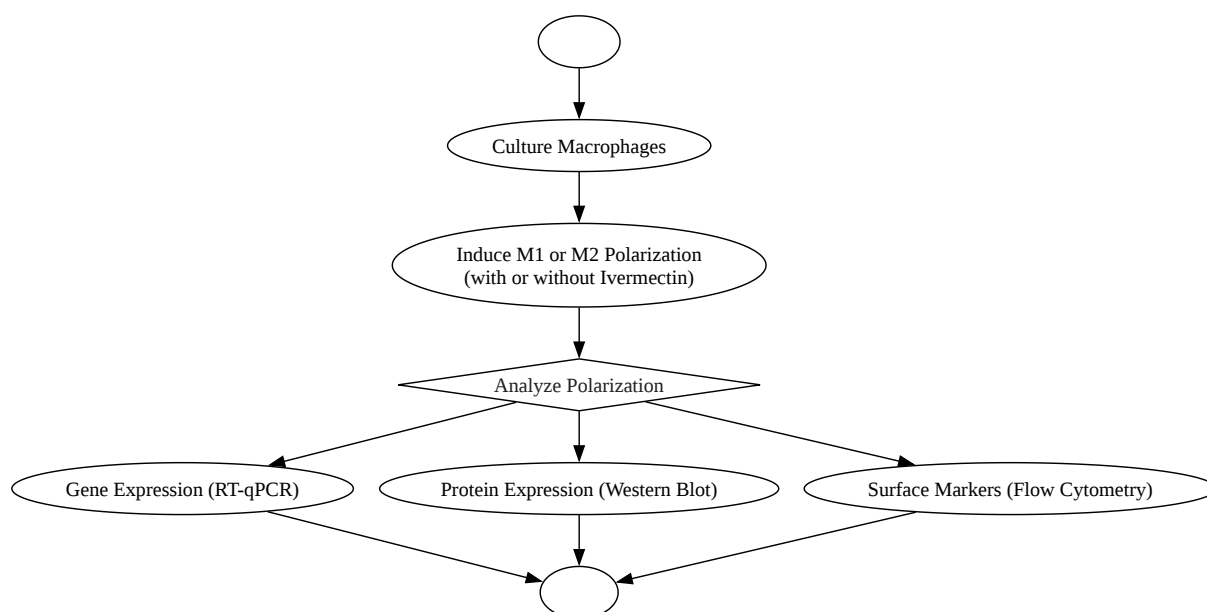 Culture Macrophages
Induce M1 or M2 Polarization
(with or without Ivermectin)
Analyze Polarization
Gene Expression (RT-qPCR)
Protein Expression (Western Blot)
Surface Markers (Flow Cytometry)